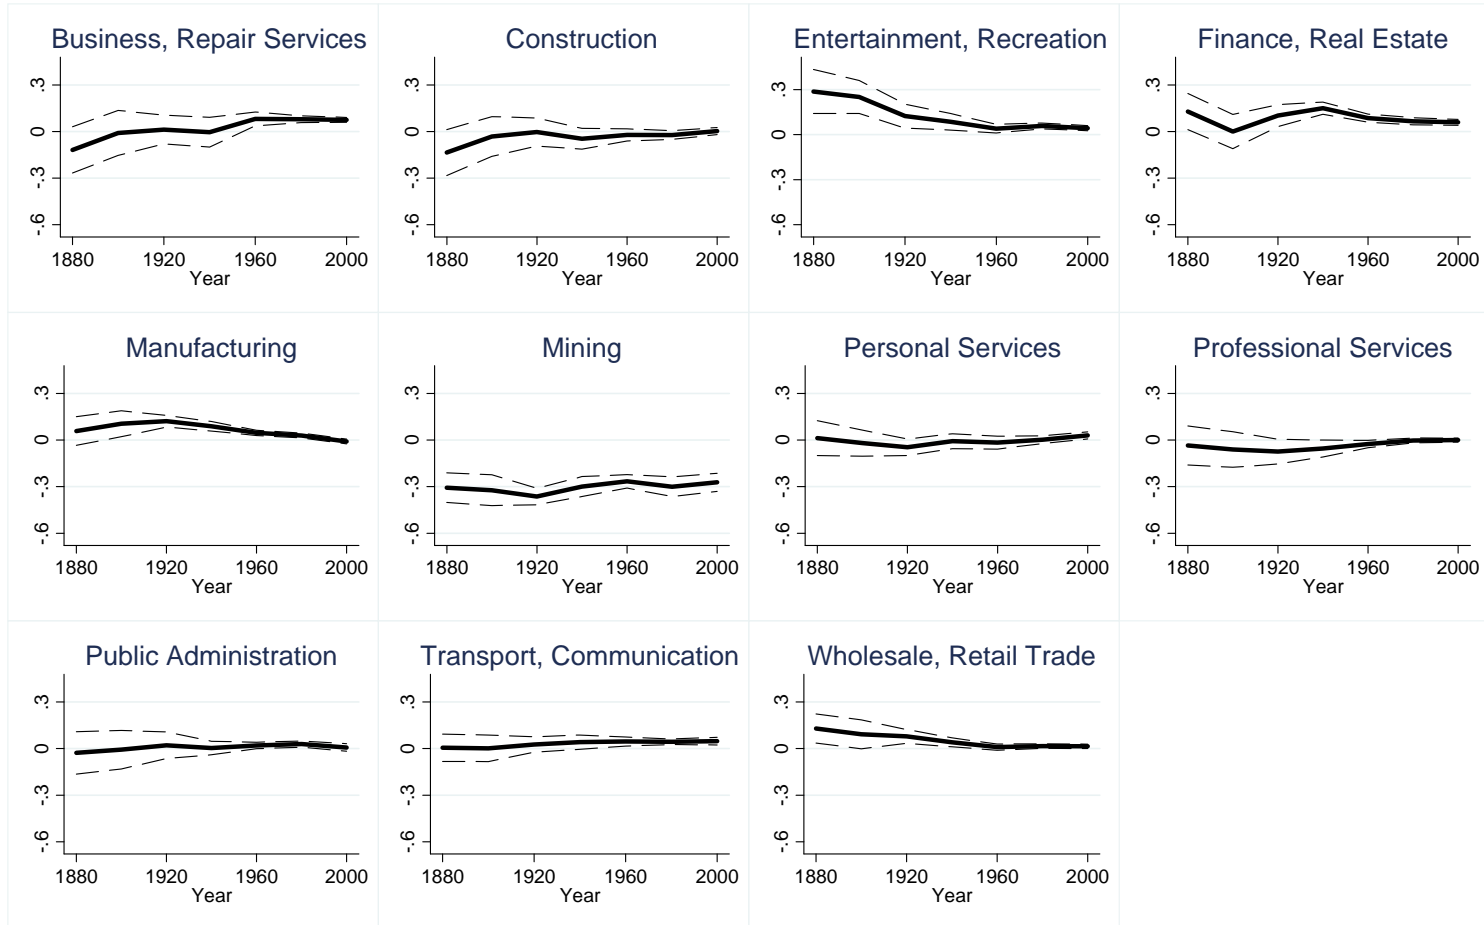 Business, Repair Services
.3
0
-.3
-.6
1880 1920 1960 2000
Year
Construction
.3
0
-.3
-.6
1880 1920 1960 2000
Year
Entertainment, Recreation
.3
0
-.3
-.6
1880 1920 1960 2000
Year
Finance, Real Estate
.3
0
-.3
-.6
1880 1920 1960 2000
Year
Manufacturing
.3
0
-.3
-.6
1880 1920 1960 2000
Year
Mining
.3
0
-.3
-.6
1880 1920 1960 2000
Year
Personal Services
.3
0
-.3
-.6
1880 1920 1960 2000
Year
Professional Services
.3
0
-.3
-.6
1880 1920 1960 2000
Year
Public Administration
.3
0
-.3
-.6
1880 1920 1960 2000
Year
Transport, Communication
.3
0
-.3
-.6
1880 1920 1960 2000
Year
Wholesale, Retail Trade
.3
0
-.3
-.6
1880 1920 1960 2000
Year